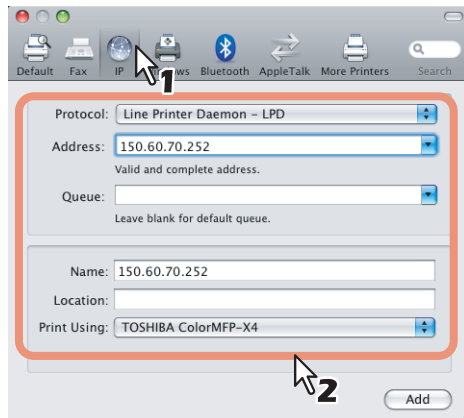 Default Fax IP Windows Bluetooth AppleTalk More Printers Search
1
Protocol: Line Printer Daemon – LPD
Address: 150.60.70.252
Valid and complete address.
Queue:
Leave blank for default queue.
Name: 150.60.70.252
Location:
Print Using: TOSHIBA ColorMFP-X4
2
Add